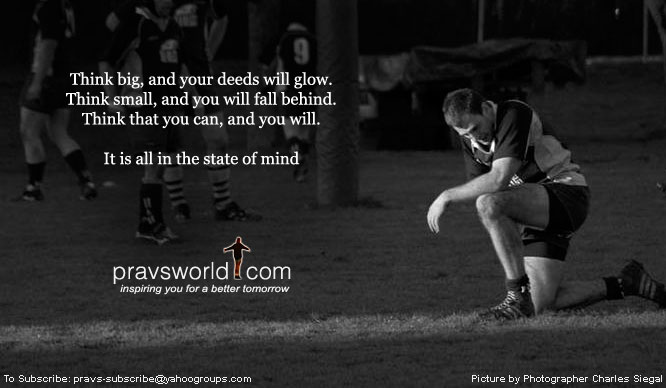 Think big, and your deeds will glow.
Think small, and you will fall behind.
Think that you can, and you will.
It is all in the state of mind
9
pravsworld com
inspiring you for a better tomorrow
To Subscribe: pravs-subscribe@yahoogroups.com
Picture by Photographer Charles Siegal